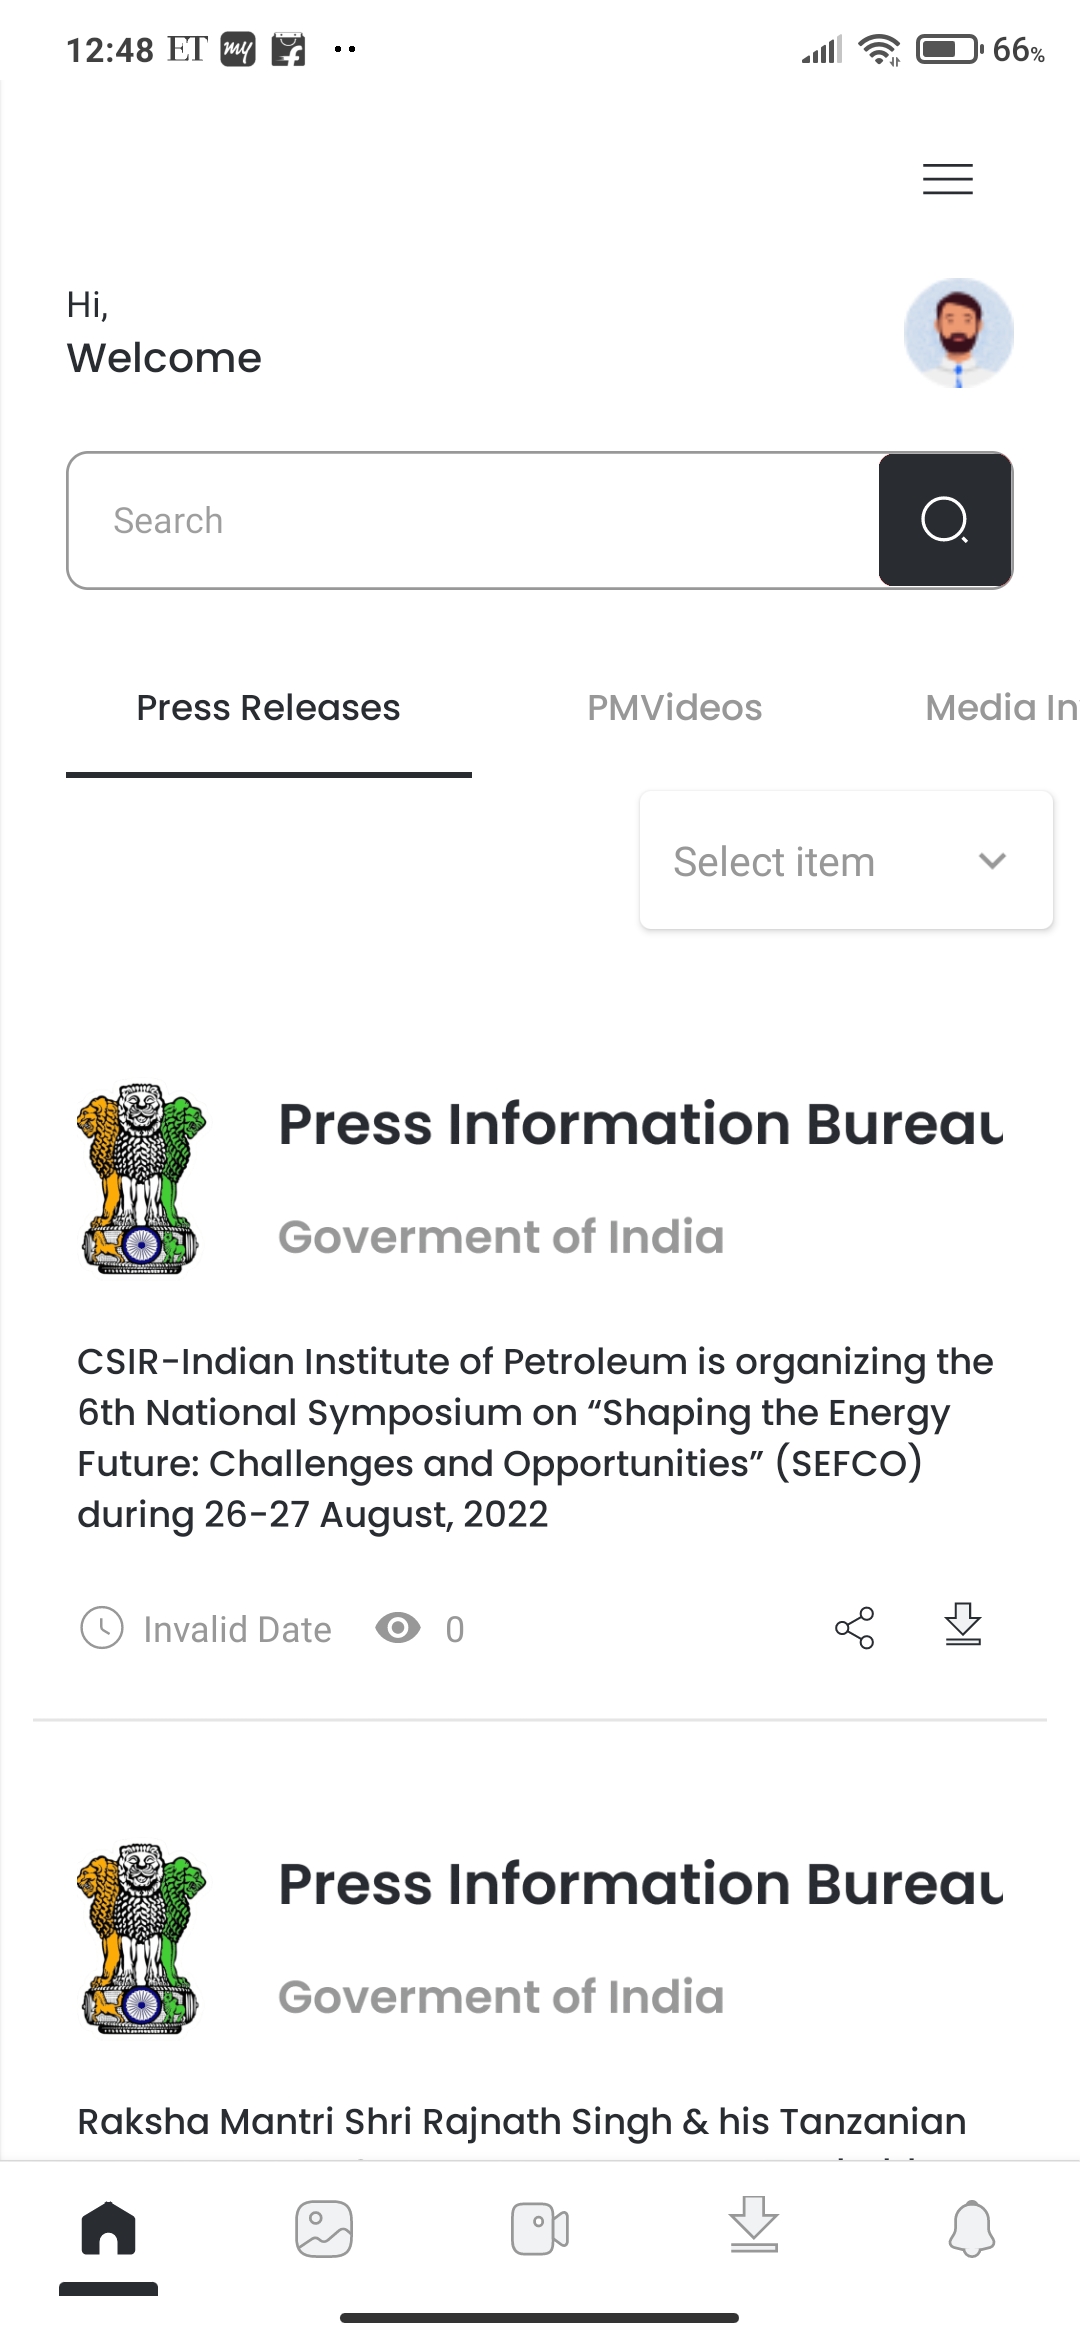 12:48 ET my 66%
Hi,
Welcome
Search
Press Releases PMVideos Media In
Select item
Press Information Bureau
Goverment of India
CSIR-Indian Institute of Petroleum is organizing the
6th National Symposium on “Shaping the Energy
Future: Challenges and Opportunities” (SEFCO)
during 26-27 August, 2022
Invalid Date 0
Press Information Bureau
Goverment of India
Raksha Mantri Shri Rajnath Singh & his Tanzanian